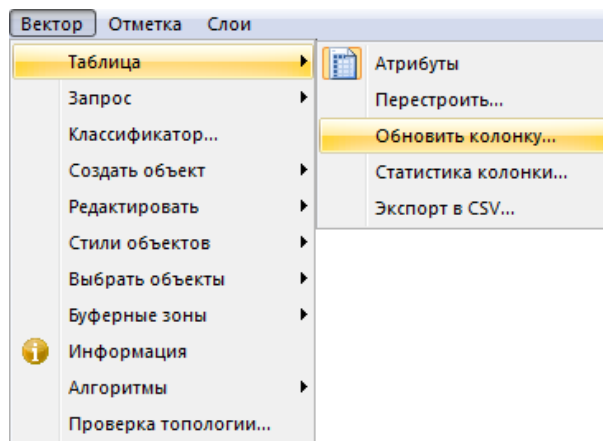 Вектор Отметка Слои
Таблица
Запрос
Классификатор...
Создать объект
Редактировать
Стили объектов
Выбрать объекты
Буферные зоны
Информация
Алгоритмы
Проверка топологии...
Атрибуты
Перестроить...
Обновить колонку...
Статистика колонки...
Экспорт в CSV...